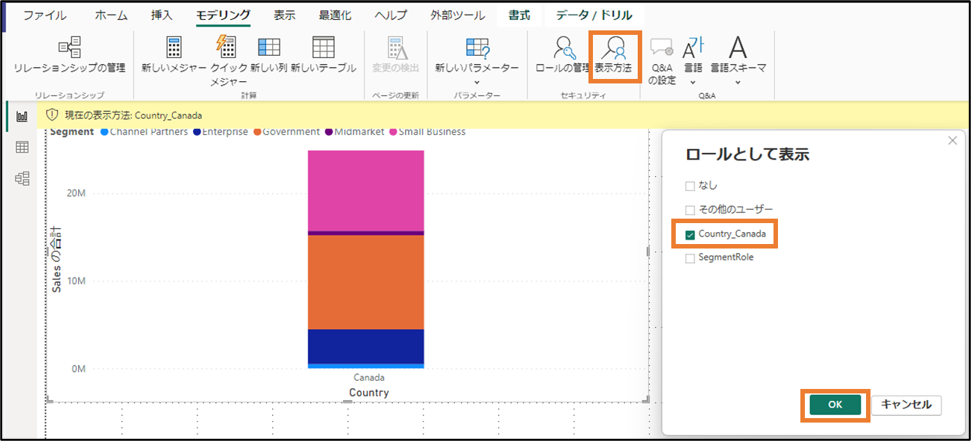 ファイル ホーム 挿入 モデリング 表示 最適化 ヘルプ 外部ツール 書式 データ / ドリル
リレーションシップの管理
新しいメジャー
クイック
メジャー
新しい列
新しいテーブル
変更の検出
新しいパラメーター
ロールの管理
表示方法
Q&A
の設定
言語
言語スキーマ
リレーションシップ
計算
ページの更新
パラメーター
セキュリティ
Q&A
現在の表示方法: Country_Canada
Segment Channel Partners Enterprise Government Midmarket Small Business
20M
10M
0M
Sales の合計
Canada
Country
ロールとして表示
なし
その他のユーザー
Country_Canada
SegmentRole
OK
キャンセル